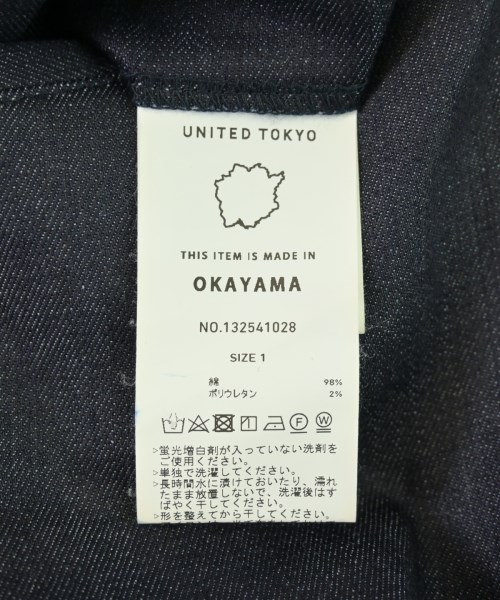 UNITED TOKYO
THIS ITEM IS MADE IN
OKAYAMA
NO.132541028
SIZE 1
綿 98%
ポリウレタン 2%
F W
>蛍光増白剤が入っていない洗剤を
ご使用ください。
>単独で洗濯してください。
>長時間水に漬けておいたり、濡れ
たまま放置しないで、洗濯後はす
ばやく干してください。
>形を整えてから干してください。